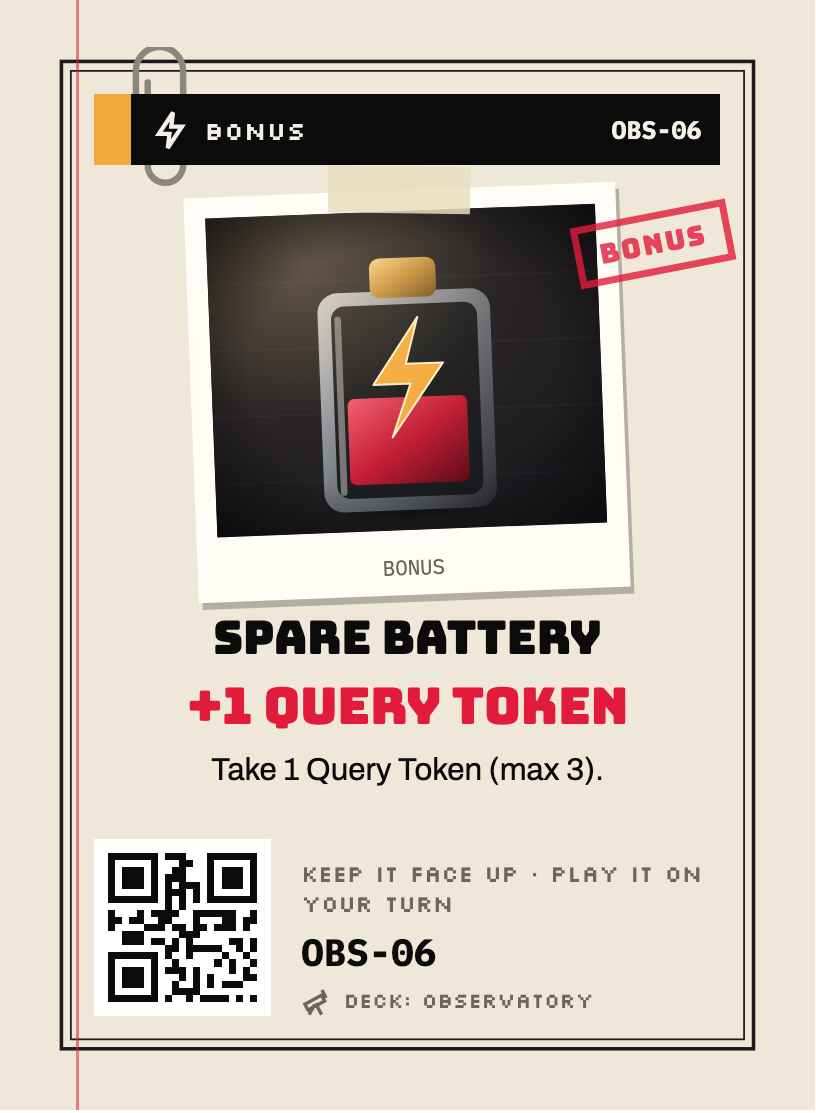 BONUS
OBS-06
BONUS
BONUS
SPARE BATTERY
+1 QUERY TOKEN
Take 1 Query Token (max 3).
KEEP IT FACE UP · PLAY IT ON
YOUR TURN
OBS-06
DECK: OBSERVATORY